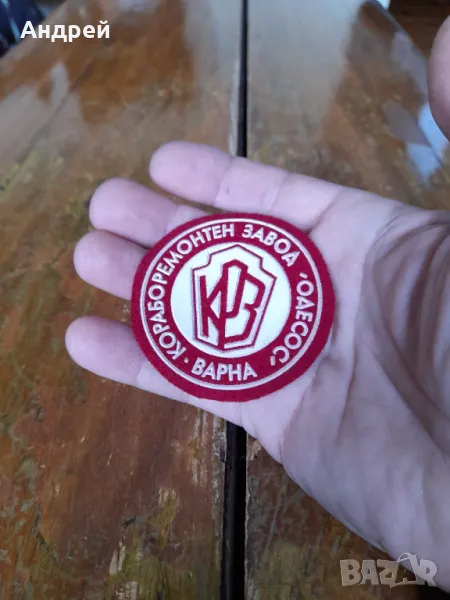 Андрей
КОРАБОРЕМОНТЕН ЗАВОД „ОДЕСОС“
КРЗ
· ВАРНА ·
BAZAR